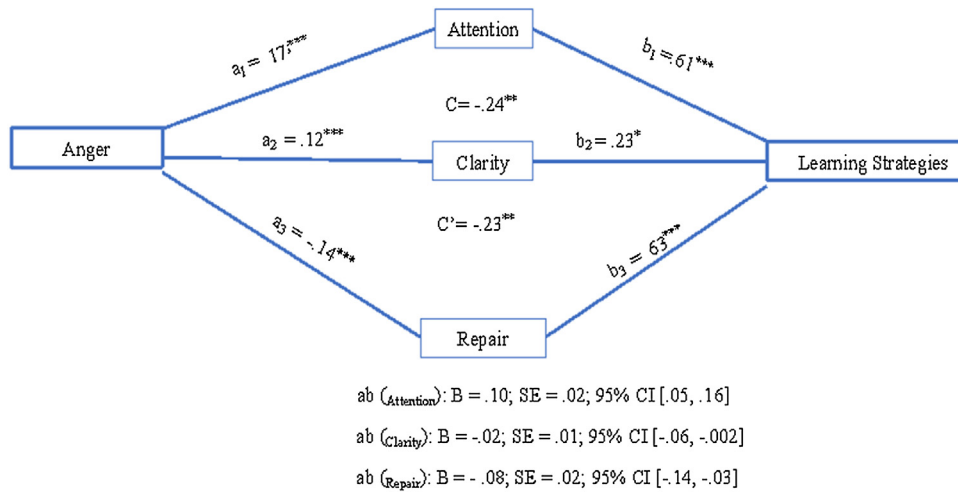 Attention
a1 = 17;***
b1 = 61***
C= -.24**
Anger
a2 = .12***
Clarity
b2 = .23*
Learning Strategies
C’= -.23**
a3 = -.14***
b3 = 63***
Repair
ab (Attention): B = .10; SE = .02; 95% CI [.05, .16]
ab (Clarity): B = -.02; SE = .01; 95% CI [-.06, -.002]
ab (Repair): B = - .08; SE = .02; 95% CI [-.14, -.03]